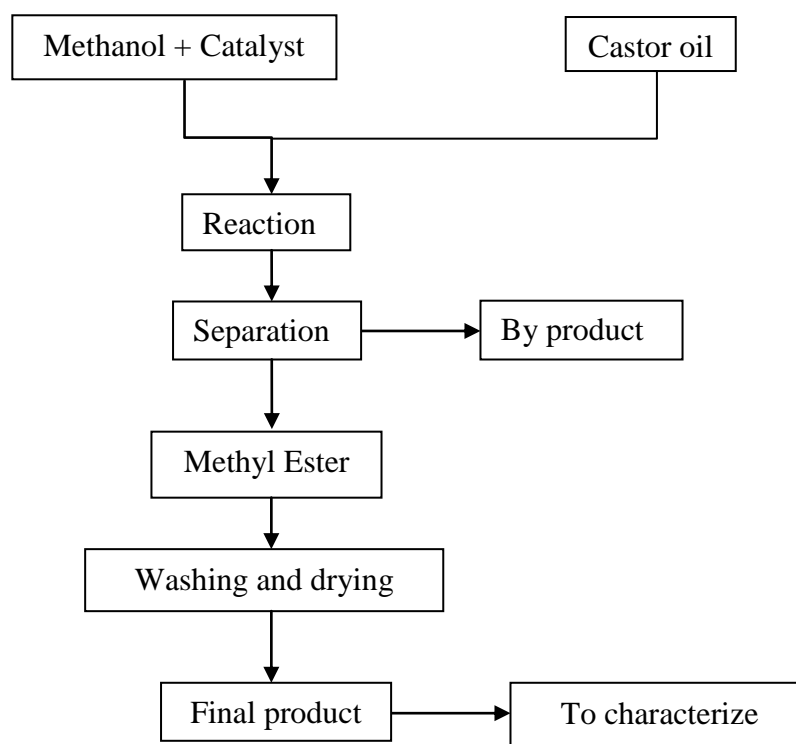 Methanol + Catalyst
Castor oil
Reaction
Separation
By product
Methyl Ester
Washing and drying
Final product
To characterize